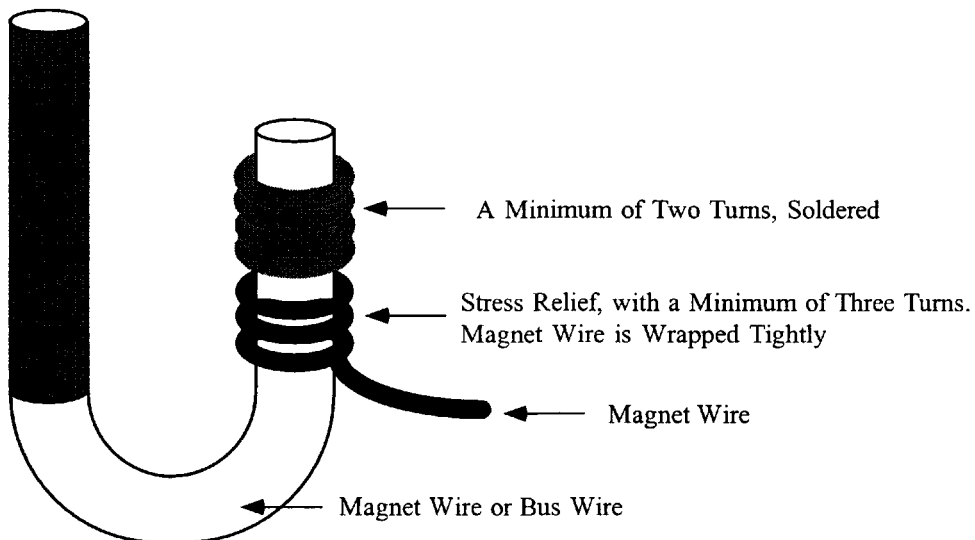 A Minimum of Two Turns, Soldered
Stress Relief, with a Minimum of Three Turns.
Magnet Wire is Wrapped Tightly
Magnet Wire
Magnet Wire or Bus Wire